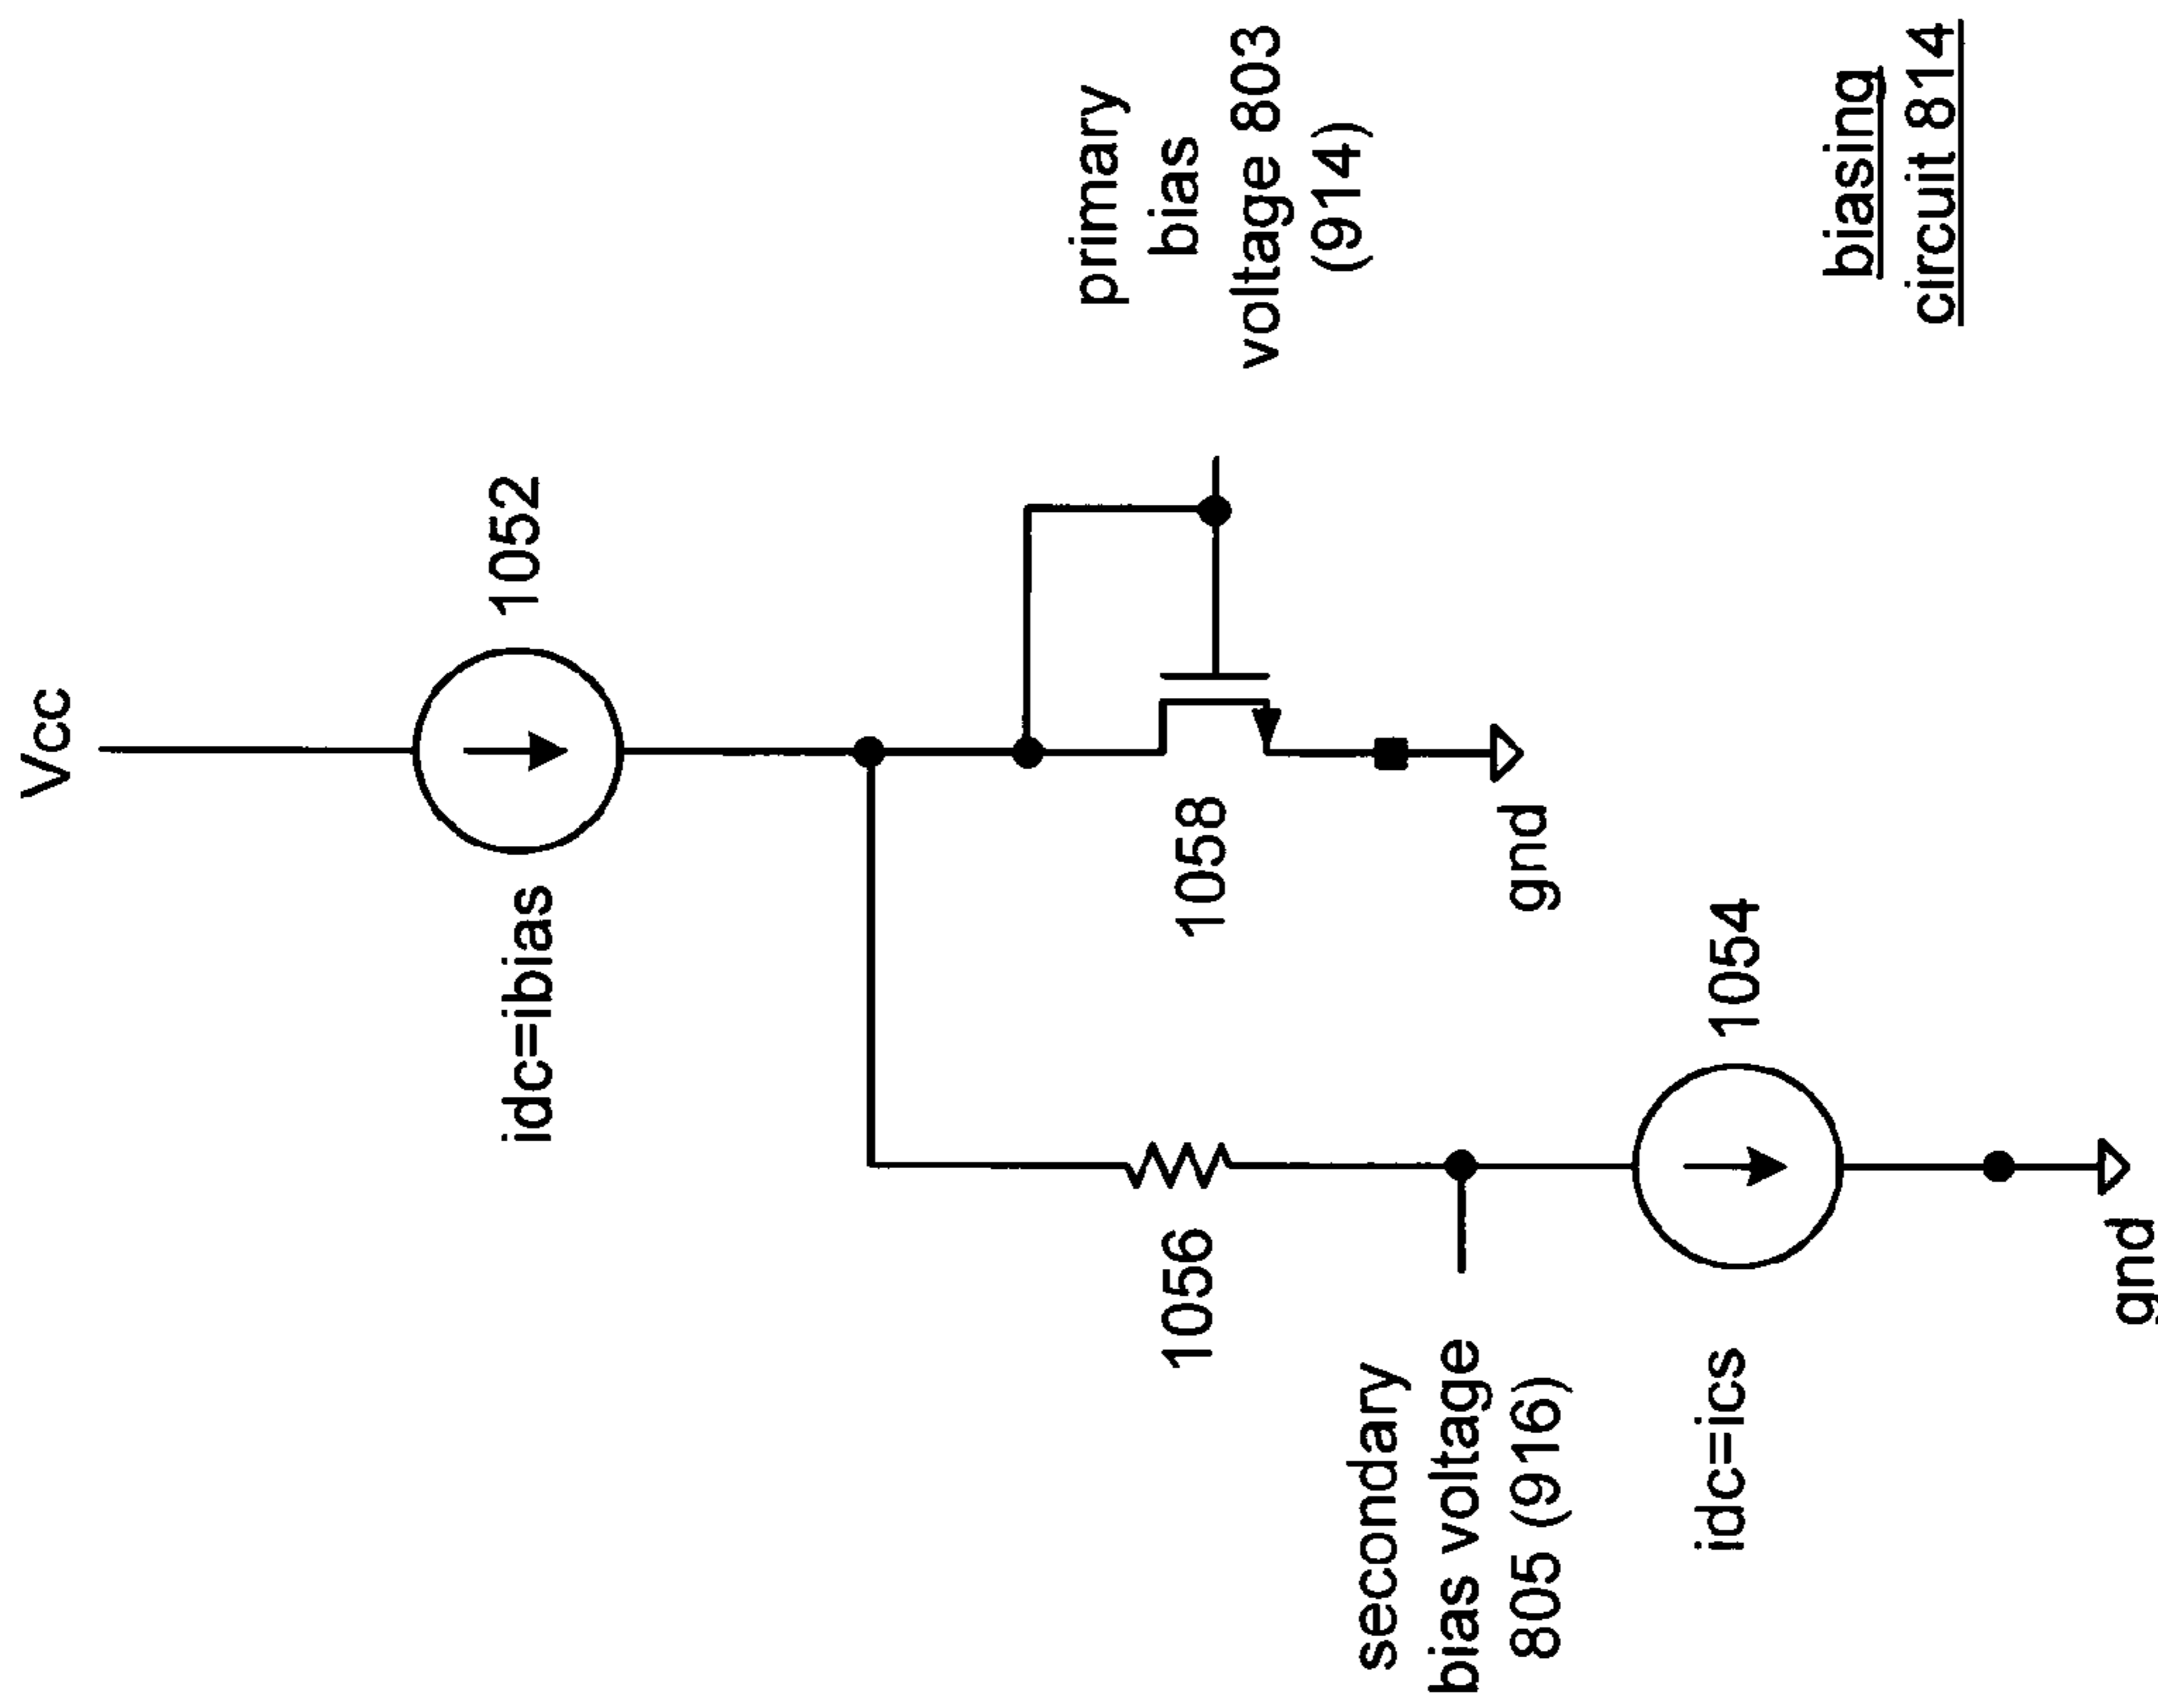 Vcc
idc=ibias
1052
1056
1058
primary
bias
voltage 803
(914)
gnd
secondary
bias voltage
805 (916)
idc=ics
1054
gnd
biasing
circuit 814